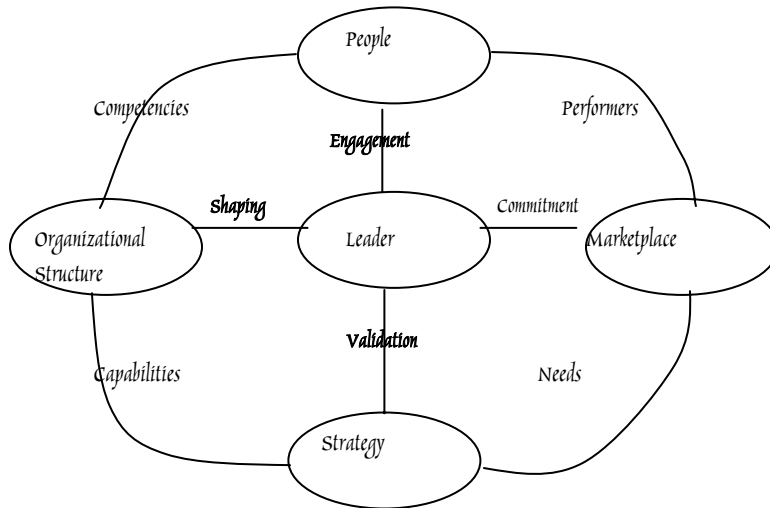 People
Competencies
Performers
Engagement
Shaping
Commitment
Organizational
Structure
Leader
Marketplace
Validation
Capabilities
Needs
Strategy